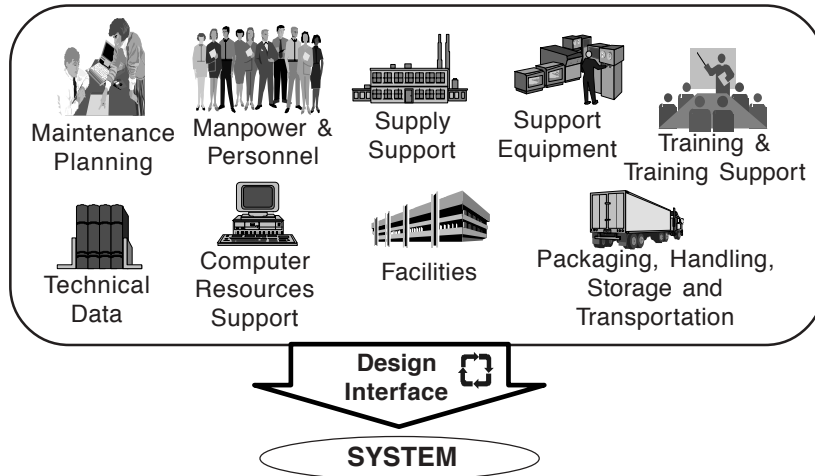 Maintenance
Planning
Manpower &
Personnel
Supply
Support
Support
Equipment
Training &
Training Support
Technical
Data
Computer
Resources
Support
Facilities
Packaging, Handling,
Storage and
Transportation
Design
Interface
SYSTEM